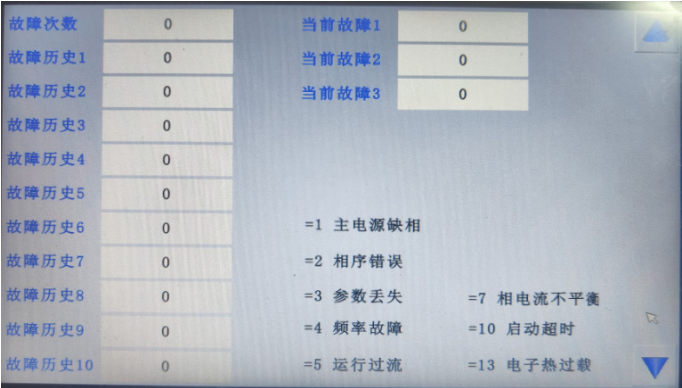 故障次数 0 当前故障1 0
故障历史1 0 当前故障2 0
故障历史2 0 当前故障3 0
故障历史3 0
故障历史4 0
故障历史5 0
故障历史6 0 =1 主电源缺相
故障历史7 0 =2 相序错误
故障历史8 0 =3 参数丢失 =7 相电流不平衡
故障历史9 0 =4 频率故障 =10 启动超时
故障历史10 0 =5 运行过流 =13 电子热过载